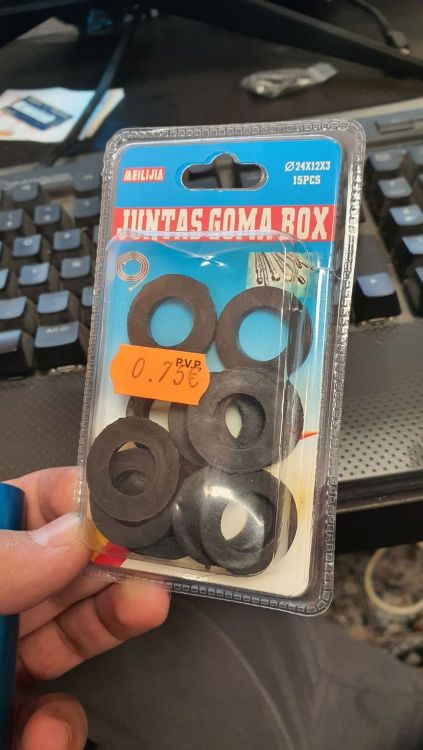 MEILIJIA
Ø24X12X3
15PCS
JUNTAS GOMA BOX
P.V.P.
0.75€